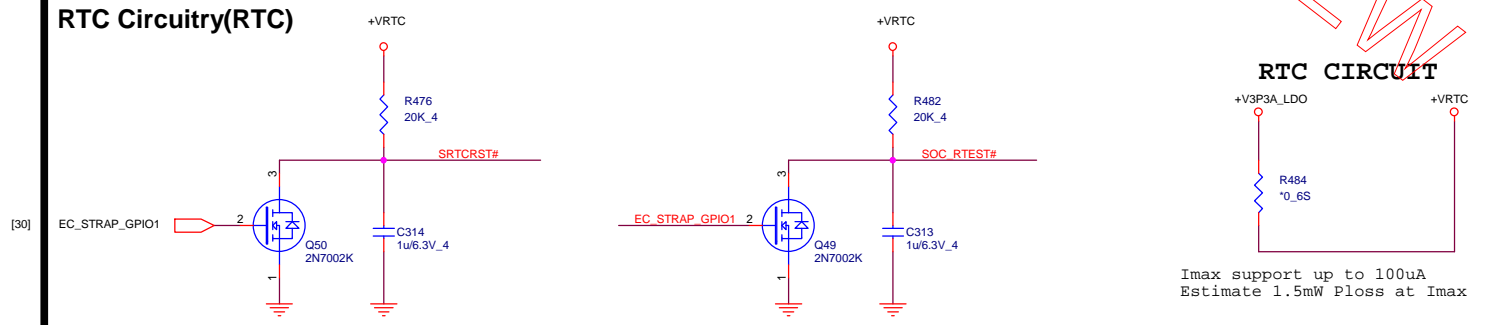 RTC Circuitry(RTC)
+VRTC
R476
20K_4
SRTCRST#
3
[30]
EC_STRAP_GPIO1
2
Q50
2N7002K
1
C314
1u/6.3V_4
+VRTC
R482
20K_4
SOC_RTEST#
3
EC_STRAP_GPIO1
2
Q49
2N7002K
1
C313
1u/6.3V_4
RTC CIRCUIT
+V3P3A_LDO
+VRTC
R484
*0_6S
Imax support up to 100uA
Estimate 1.5mW Ploss at Imax